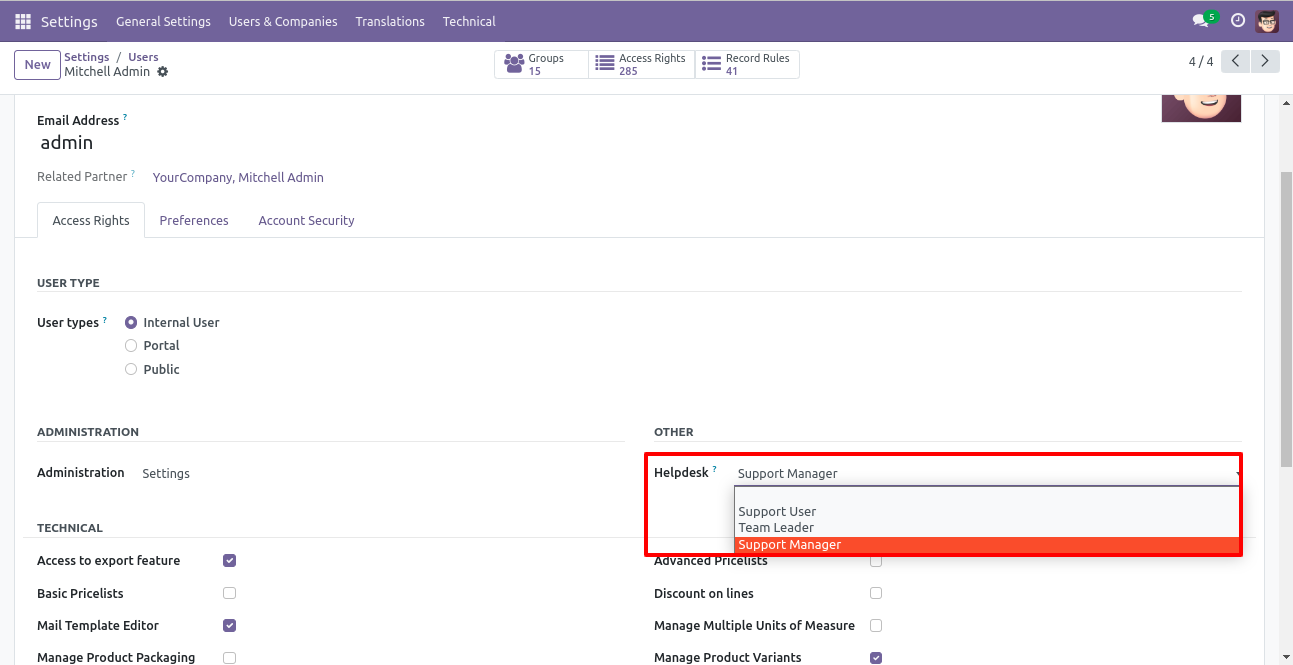 Settings General Settings Users & Companies Translations Technical 5
New Settings / Users
Mitchell Admin
Groups
15
Access Rights
285
Record Rules
41
4 / 4
Email Address ?
admin
Related Partner ? YourCompany, Mitchell Admin
Access Rights Preferences Account Security
USER TYPE
User types ? Internal User
Portal
Public
ADMINISTRATION OTHER
Administration Settings Helpdesk ? Support Manager
Support User
Team Leader
Support Manager
TECHNICAL
Access to export feature Advanced Pricelists
Basic Pricelists Discount on lines
Mail Template Editor Manage Multiple Units of Measure
Manage Product Packaging Manage Product Variants